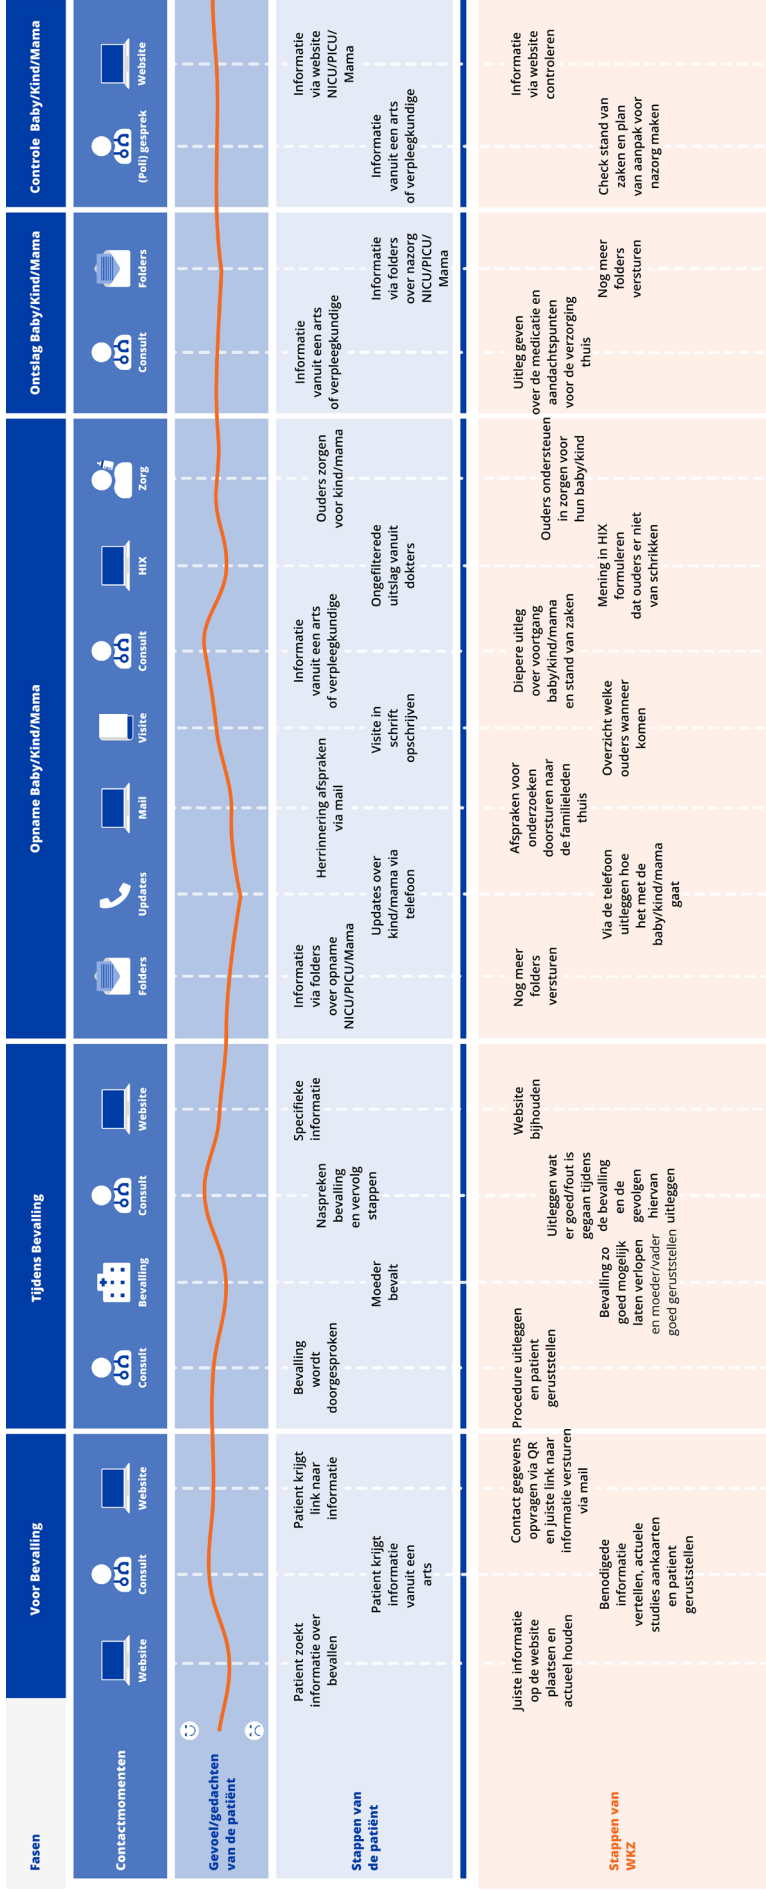 Fasen
Voor Bevalling
Tijdens Bevalling
Opname Baby/Kind/Mama
Ontslag Baby/Kind/Mama
Controle  Baby/Kind/Mama
Contactmomenten
Website
Consult
Website
Consult
Bevalling
Consult
Website
Folders
Updates
Mail
Visite
Consult
HIX
Zorg
Consult
Folders
(Poli) gesprek
Website
Gevoel/gedachten
van de patiënt
Stappen van
de patiënt
Patient zoekt
informatie over
bevallen
Patient krijgt
informatie
vanuit een
arts
Patient krijgt
link naar
informatie
Bevalling
wordt
doorgesproken
Moeder
bevalt
Naspreken
bevalling
en vervolg
stappen
Specifieke
informatie
Informatie
via folders
over opname
NICU/PICU/Mama
Updates over
kind/mama via
telefoon
Herrinnering afspraken
via mail
Visite in
schrift
opschrijven
Informatie
vanuit een arts
of verpleegkundige
Ongefilterede
uitslag vanuit
dokters
Ouders zorgen
voor kind/mama
Informatie
vanuit een arts
of verpleegkundige
Informatie
via folders
over nazorg
NICU/PICU/
Mama
Informatie
vanuit een arts
of verpleegkundige
Informatie
via website
NICU/PICU/
Mama
Stappen van
WKZ
Juiste informatie
op de website
plaatsen en
actueel houden
Benodigede
informatie
vertellen, actuele
studies aankaarten
en patient
geruststellen
Contact gegevens
opvragen via QR
en juiste link naar
informatie versturen
via mail
Procedure uitleggen
en patient
geruststellen
Bevalling zo
goed mogelijk
laten verlopen
en moeder/vader
goed geruststellen
Uitleggen wat
er goed/fout is
gegaan tijdens
de bevalling
en de
gevolgen
hiervan
uitleggen
Website
bijhouden
Nog meer
folders
versturen
Via de telefoon
uitleggen hoe
het met de
baby/kind/mama
gaat
Afspraken voor
onderzoeken
doorsturen naar
de familieleden
thuis
Overzicht welke
ouders wanneer
komen
Diepere uitleg
over voortgang
baby/kind/mama
en stand van zaken
Mening in HIX
formuleren
dat ouders er niet
van schrikken
Ouders ondersteuen
in zorgen voor
hun baby/kind
Uitleg geven
over de medicatie en
aandachtspunten
voor de verzorging
thuis
Nog meer
folders
versturen
Check stand van
zaken en plan
van aanpak voor
nazorg maken
Informatie
via website
controleren